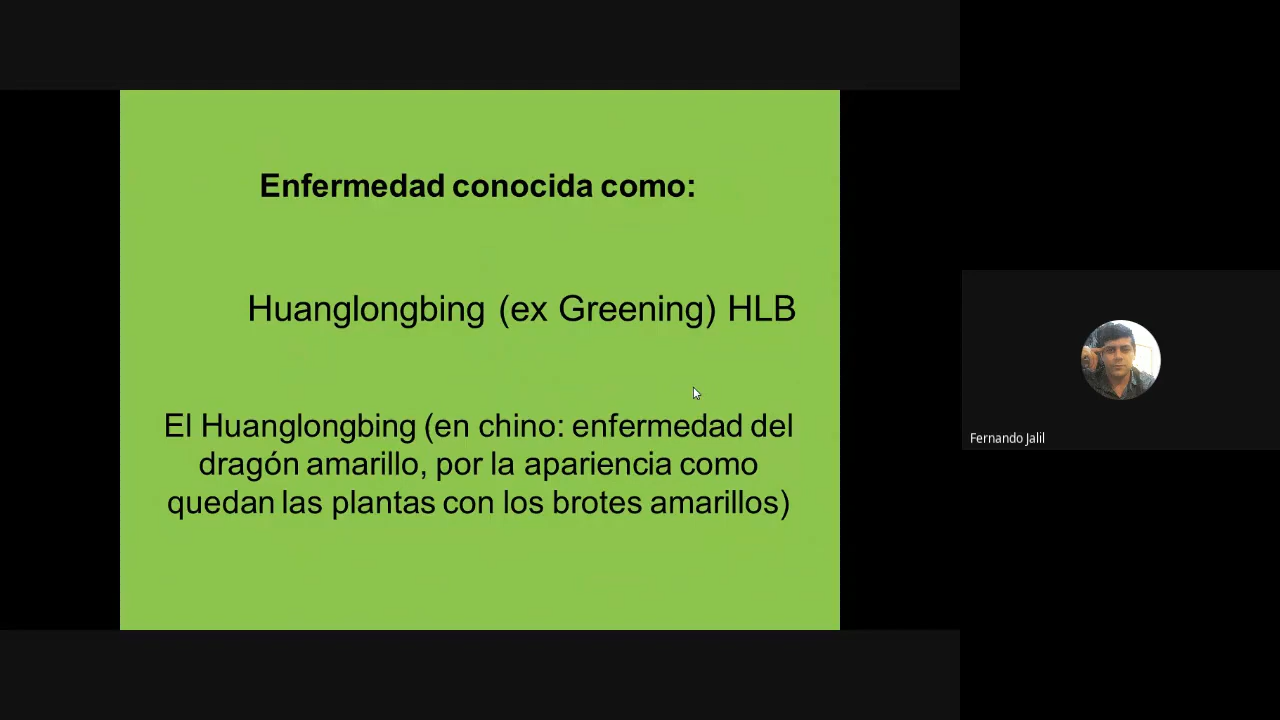 Enfermedad conocida como:
Huanglongbing (ex Greening) HLB
El Huanglongbing (en chino: enfermedad del
dragón amarillo, por la apariencia como
quedan las plantas con los brotes amarillos)
Fernando Jalil